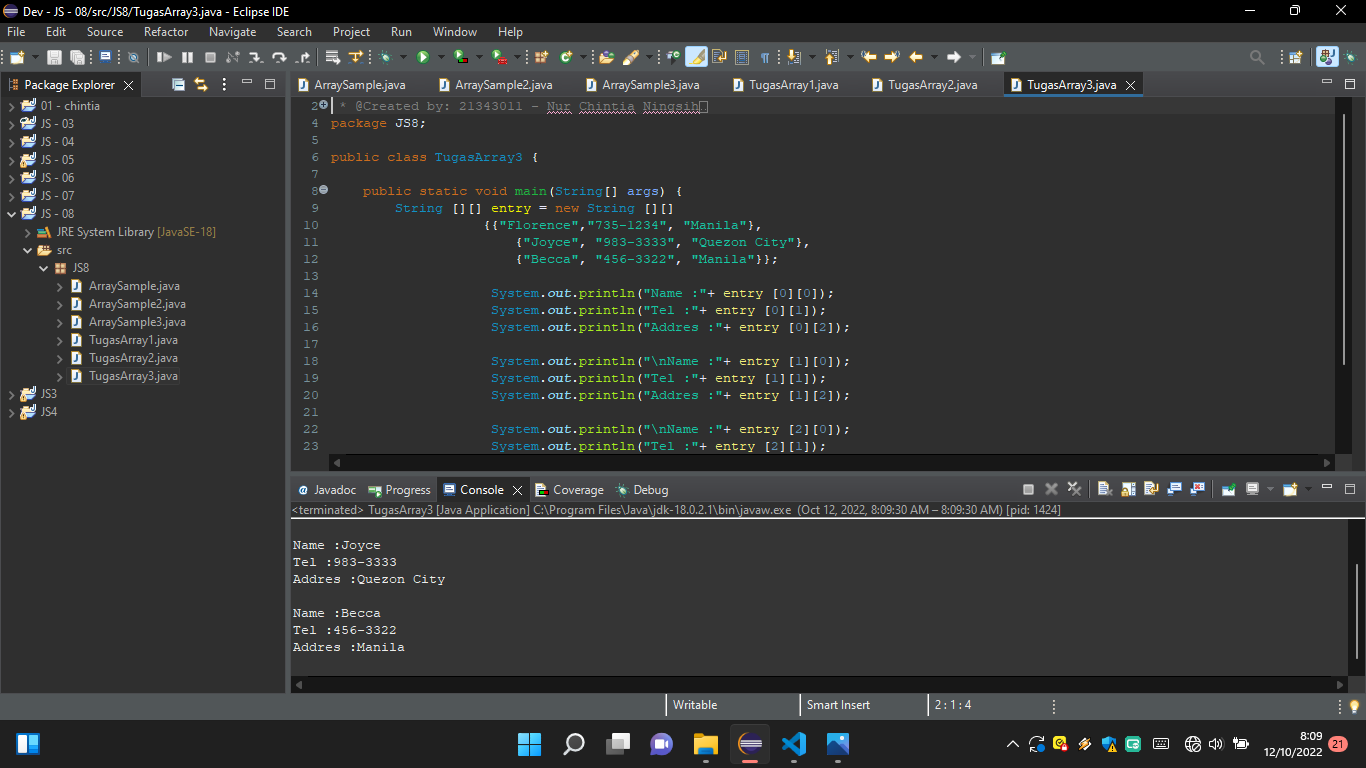 Dev - JS - 08/src/JS8/TugasArray3.java - Eclipse IDE
File Edit Source Refactor Navigate Search Project Run Window Help
Package Explorer
01 - chintia
JS - 03
JS - 04
JS - 05
JS - 06
JS - 07
JS - 08
JRE System Library [JavaSE-18]
src
JS8
ArraySample.java
ArraySample2.java
ArraySample3.java
TugasArray1.java
TugasArray2.java
TugasArray3.java
JS3
JS4
ArraySample.java ArraySample2.java ArraySample3.java TugasArray1.java TugasArray2.java TugasArray3.java
2 * @Created by: 21343011 - Nur Chintia Ningsih
4 package JS8;
5
6 public class TugasArray3 {
7
8 public static void main(String[] args) {
9 String [][] entry = new String [][]
10 {{"Florence","735-1234", "Manila"},
11 {"Joyce", "983-3333", "Quezon City"},
12 {"Becca", "456-3322", "Manila"}};
13
14 System.out.println("Name :"+ entry [0][0]);
15 System.out.println("Tel :"+ entry [0][1]);
16 System.out.println("Addres :"+ entry [0][2]);
17
18 System.out.println("\nName :"+ entry [1][0]);
19 System.out.println("Tel :"+ entry [1][1]);
20 System.out.println("Addres :"+ entry [1][2]);
21
22 System.out.println("\nName :"+ entry [2][0]);
23 System.out.println("Tel :"+ entry [2][1]);
Javadoc Progress Console Coverage Debug
<terminated> TugasArray3 [Java Application] C:\Program Files\Java\jdk-18.0.2.1\bin\javaw.exe (Oct 12, 2022, 8:09:30 AM – 8:09:30 AM) [pid: 1424]
Name :Joyce
Tel :983-3333
Addres :Quezon City
Name :Becca
Tel :456-3322
Addres :Manila
Writable Smart Insert 2 : 1 : 4
8:09
12/10/2022
21